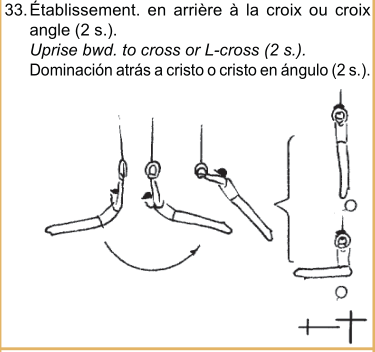 33. Établissement. en arrière à la croix ou croix
angle (2 s.).
Uprise bwd. to cross or L-cross (2 s.).
Dominación atrás a cristo o cristo en ángulo (2 s.).